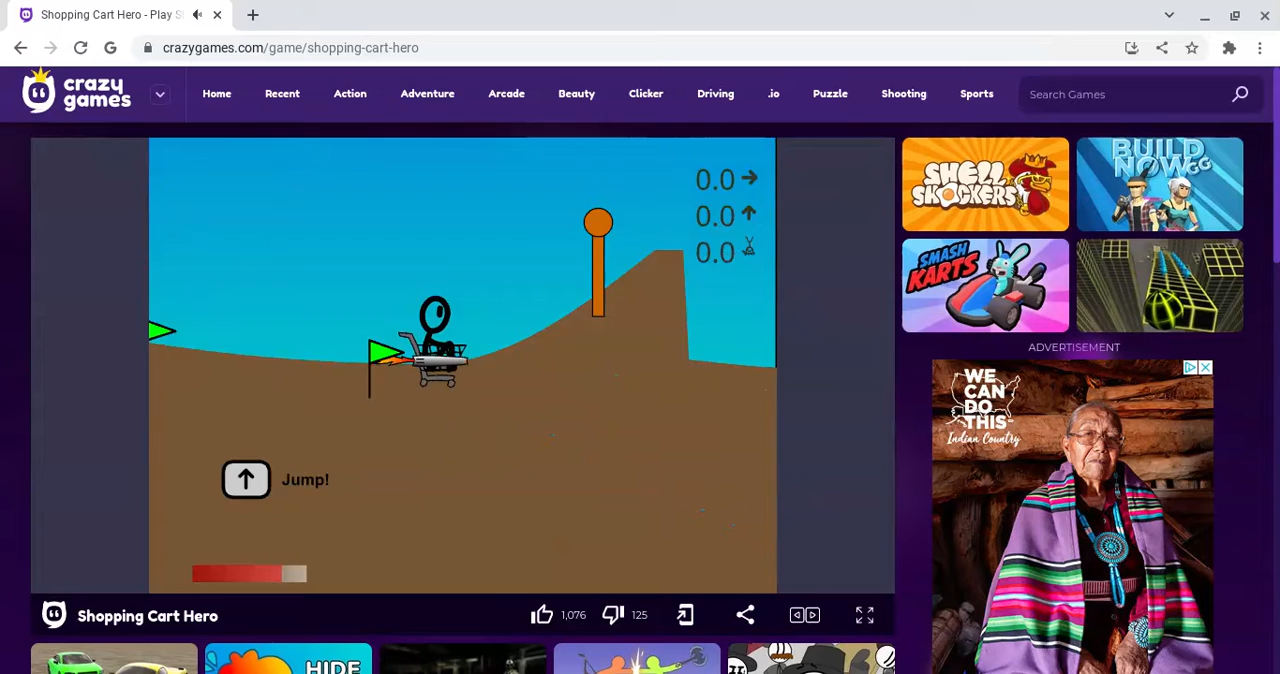 Shopping Cart Hero - Play S
crazygames.com/game/shopping-cart-hero
crazy
games
Home
Recent
Action
Adventure
Arcade
Beauty
Clicker
Driving
.io
Puzzle
Shooting
Sports
Search Games
0.0
0.0
0.0
Jump!
SHELL
SHOCKERS
BUILD
NOW GG
SMASH
KARTS
ADVERTISEMENT
WE
CAN
DO
THIS
Indian Country
Shopping Cart Hero
1,076
125
HIDE